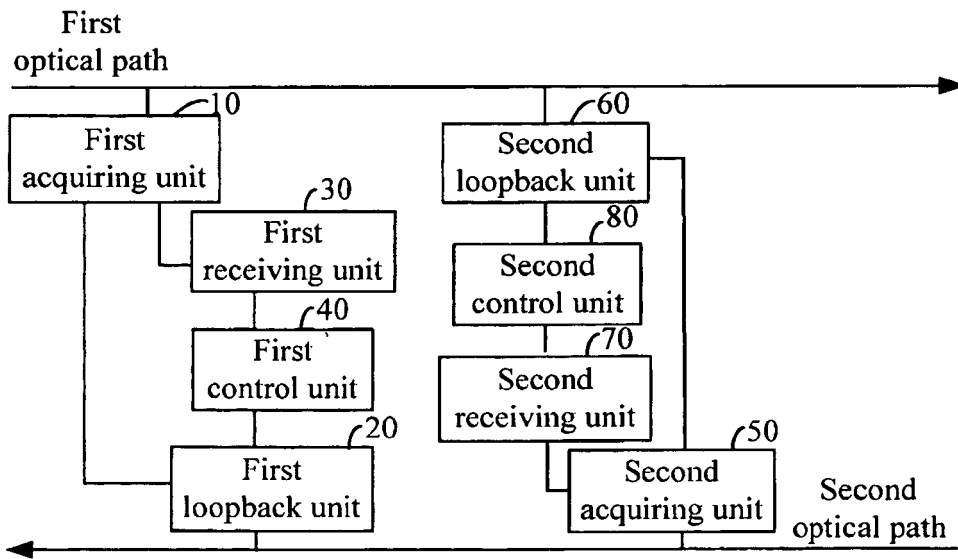 First
optical path
10
First
acquiring unit
30
First
receiving unit
40
First
control unit
20
First
loopback unit
60
Second
loopback unit
80
Second
control unit
70
Second
receiving unit
50
Second
acquiring unit
Second
optical path